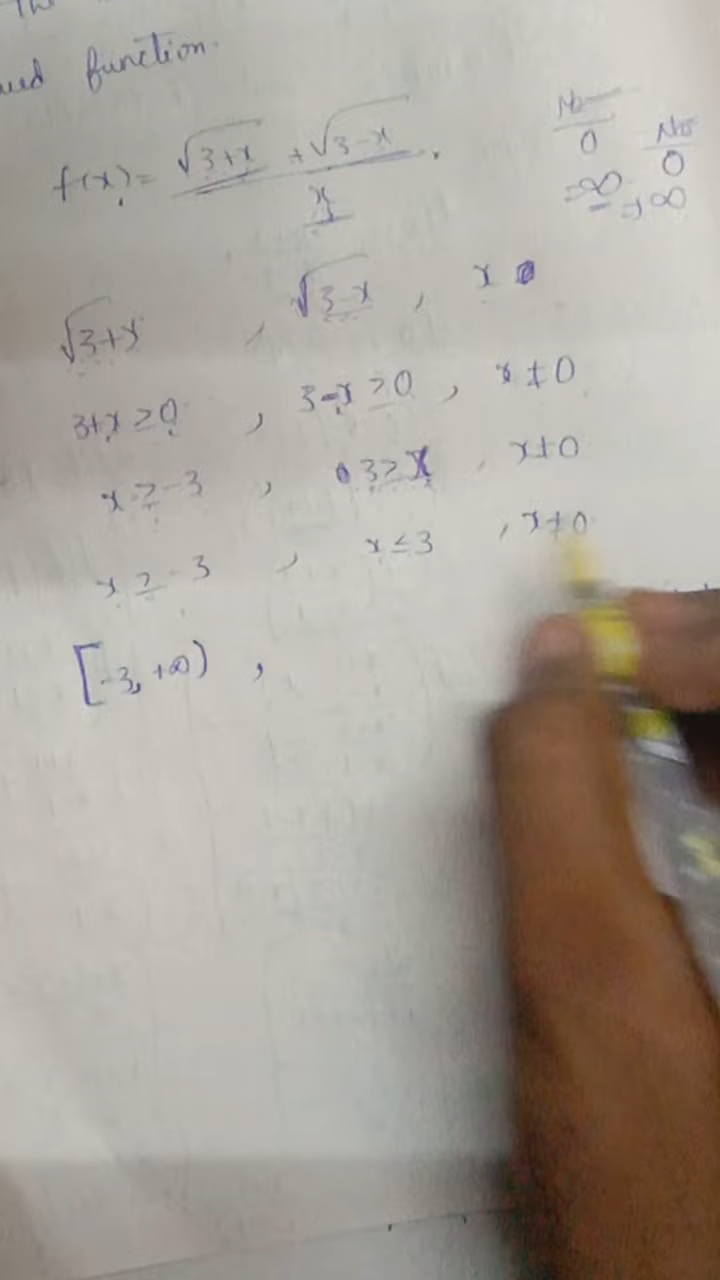 The
function.
f(x) = (√3+x + √3-x) / x .
No/0 No/0
= ∞ = +∞
√3+x , √3-x , x
3+x ≥ 0 , 3-x ≥ 0 , x ≠ 0
x ≥ -3 , 3 ≥ x , x ≠ 0
x ≥ -3 , x ≤ 3 , x ≠ 0
[-3, +∞) ,